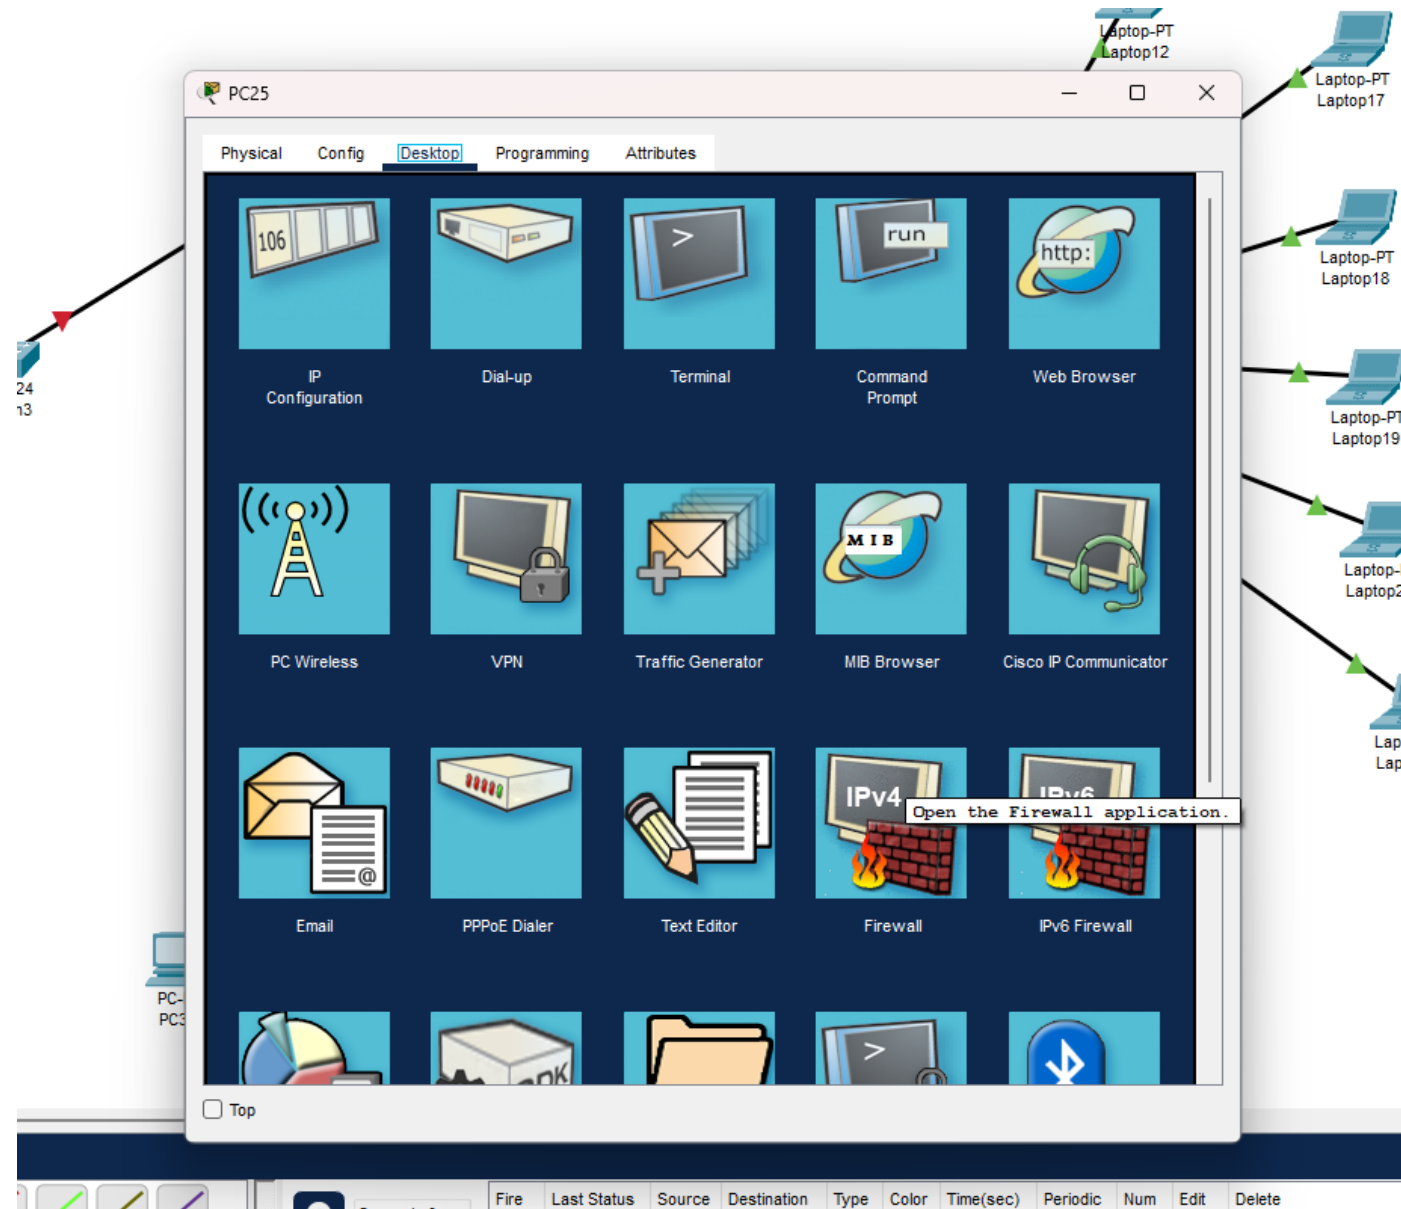 Laptop-PT
Laptop12
Laptop-PT
Laptop17
PC25
Physical Config Desktop Programming Attributes
106
>
run
http:
IP
Configuration
Dial-up
Terminal
Command
Prompt
Web Browser
Laptop-PT
Laptop18
24
Laptop-PT
Laptop19
MIB
PC Wireless
VPN
Traffic Generator
MIB Browser
Cisco IP Communicator
Laptop-
IPv4
IPv6
Open the Firewall application.
@
Email
PPPoE Dialer
Text Editor
Firewall
IPv6 Firewall
PC-
>
Top
Fire Last Status Source Destination Type Color Time(sec) Periodic Num Edit Delete